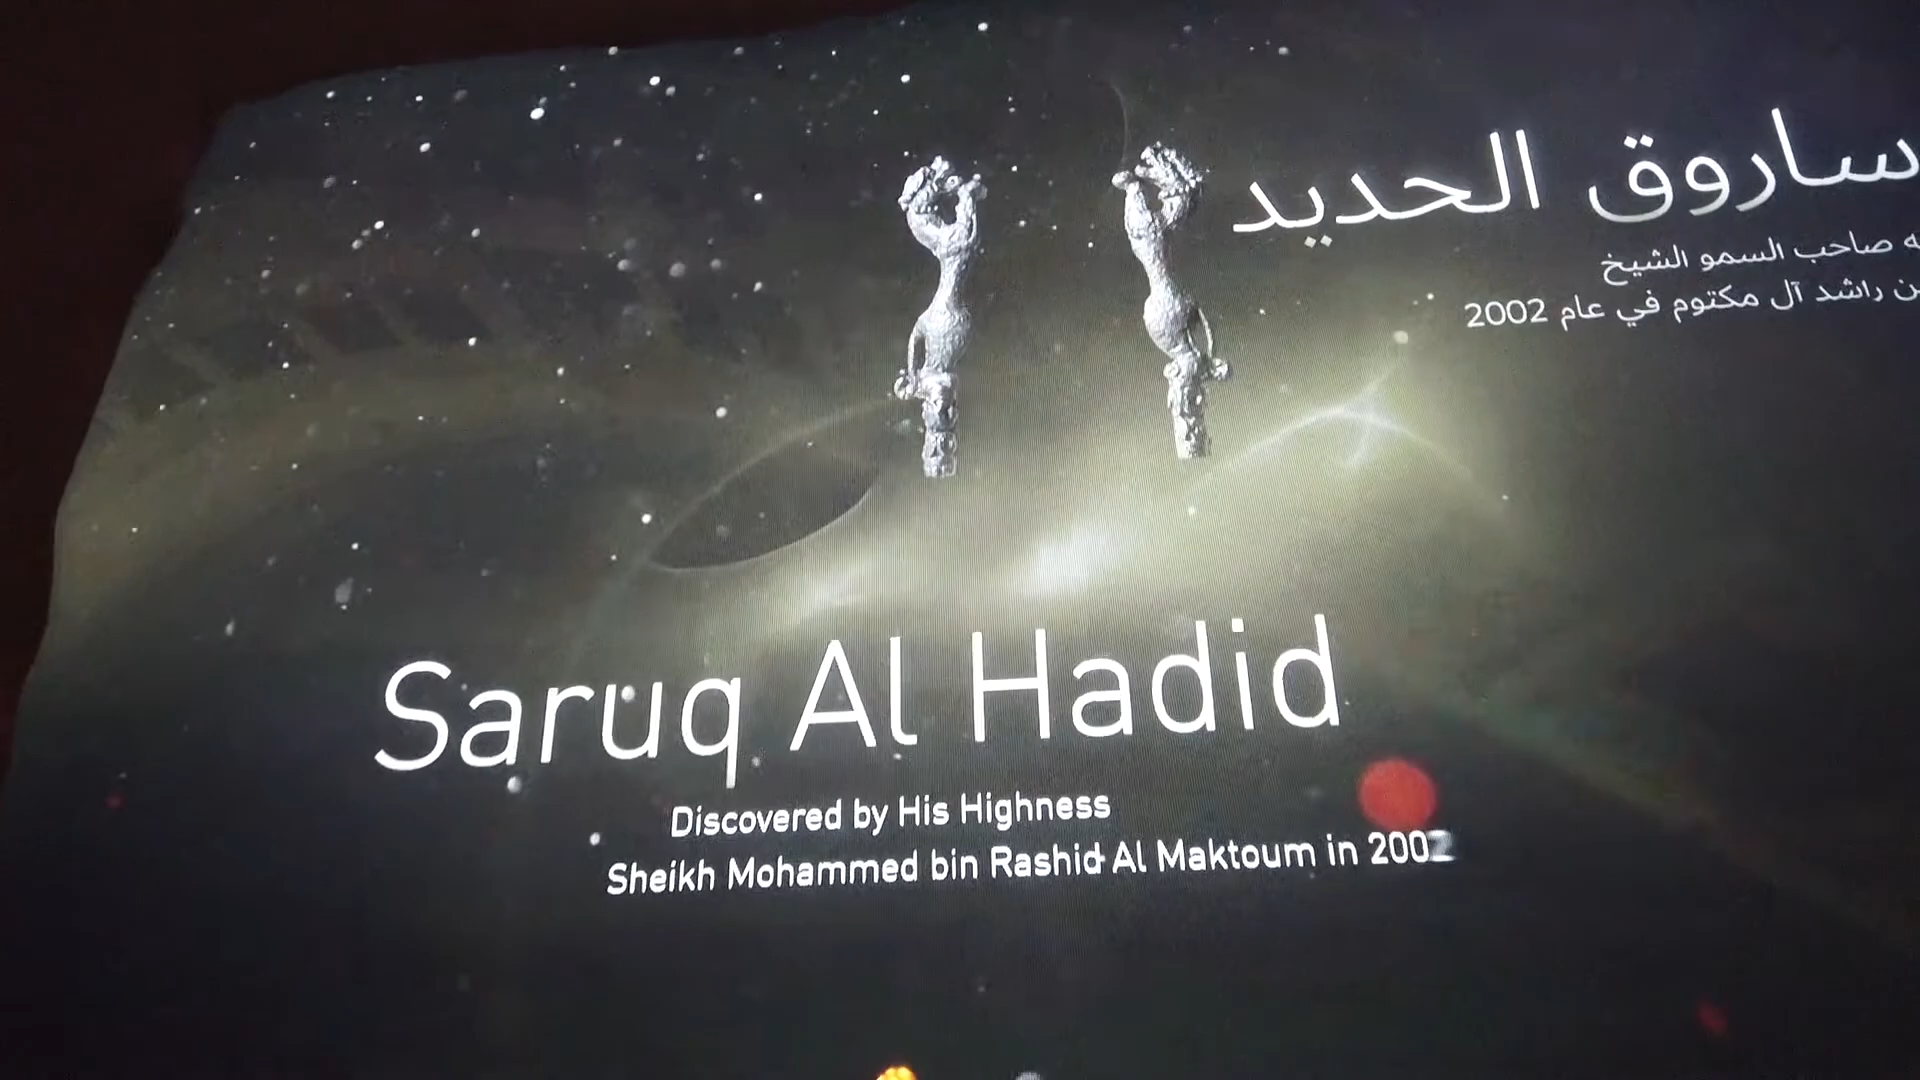 ساروق الحديد
صاحب السمو الشيخ
راشد آل مكتوم في عام 2002
Saruq Al Hadid
Discovered by His Highness
Sheikh Mohammed bin Rashid Al Maktoum in 2002